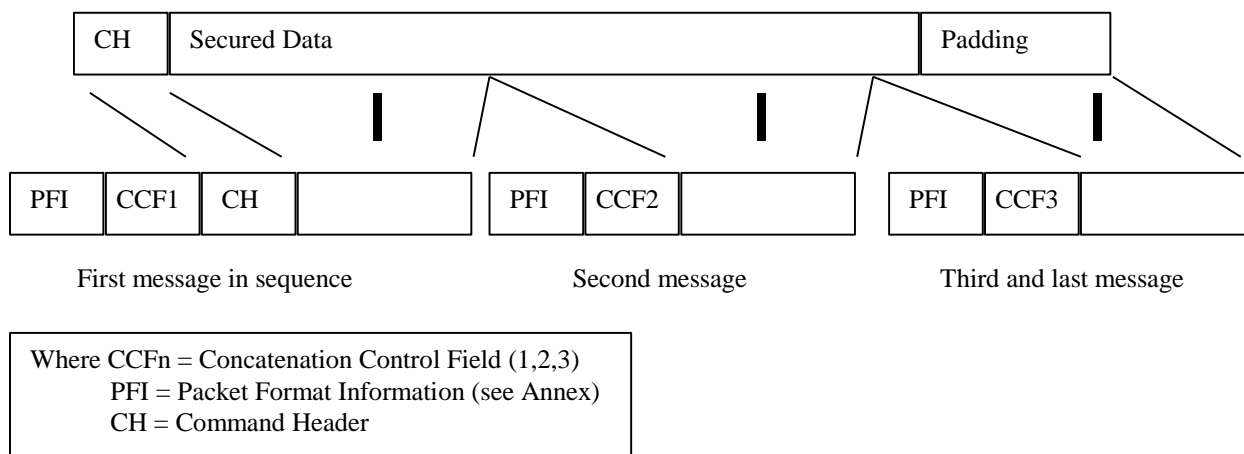 CH Secured Data Padding
PFI CCF1 CH PFI CCF2 PFI CCF3
First message in sequence Second message Third and last message
Where CCFn = Concatenation Control Field (1,2,3)
PFI = Packet Format Information (see Annex)
CH = Command Header